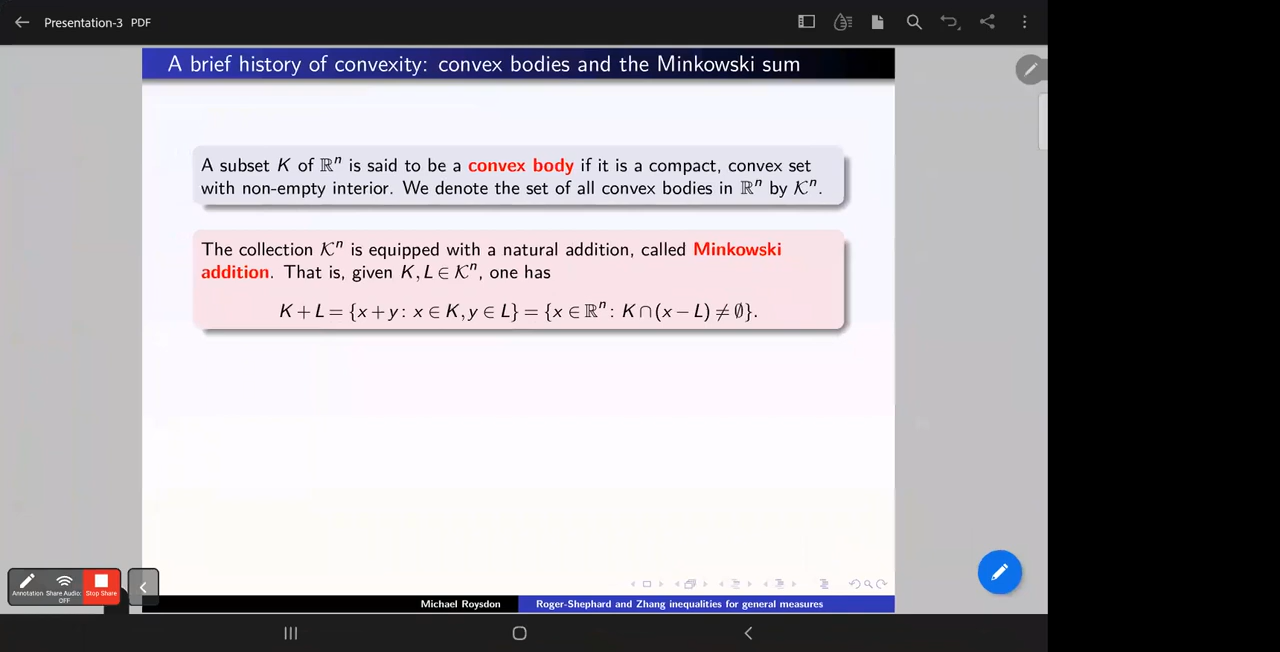 Presentation-3 PDF
A brief history of convexity: convex bodies and the Minkowski sum
A subset K of ℝⁿ is said to be a convex body if it is a compact, convex set
with non-empty interior. We denote the set of all convex bodies in ℝⁿ by 𝒦ⁿ.
The collection 𝒦ⁿ is equipped with a natural addition, called Minkowski
addition. That is, given K, L ∈ 𝒦ⁿ, one has
K + L = {x + y : x ∈ K, y ∈ L} = {x ∈ ℝⁿ : K ∩ (x − L) ≠ ∅}.
Annotation Share Audio: OFF Stop Share
Michael Roysdon Roger-Shephard and Zhang inequalities for general measures